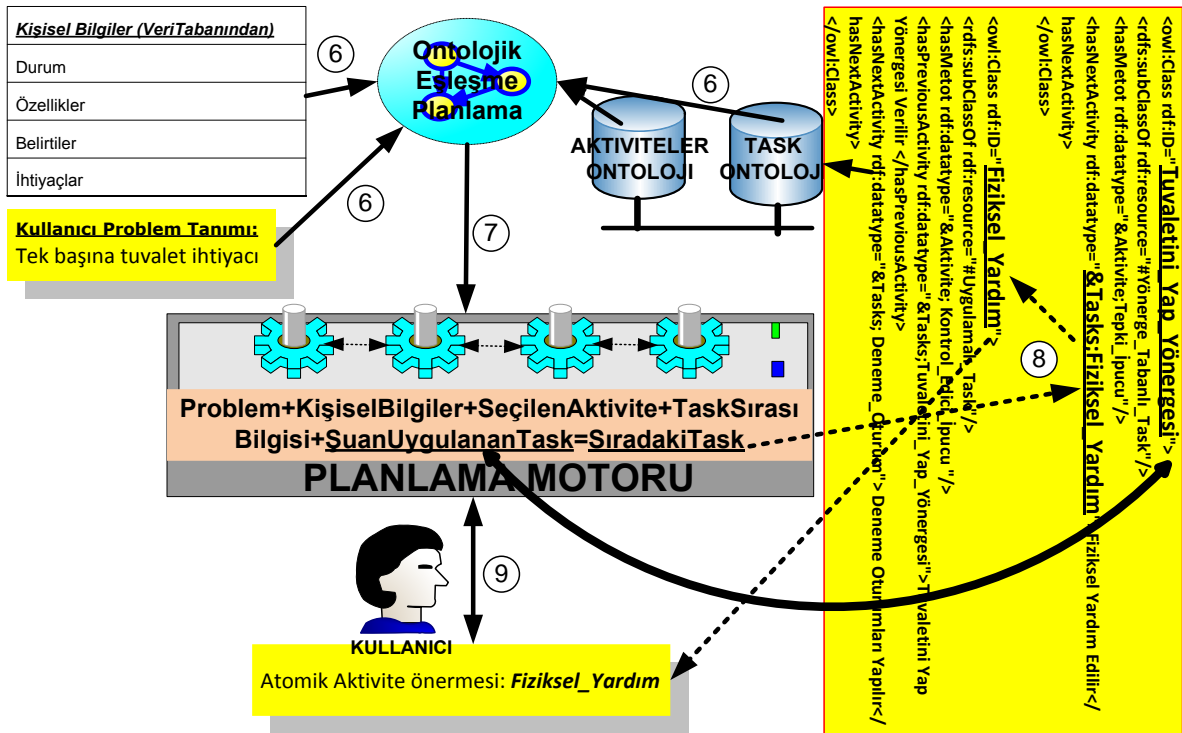 Kişisel Bilgiler (VeriTabanından)
Durum
Özellikler
Belirtiler
İhtiyaçlar
Kullanıcı Problem Tanımı:
Tek başına tuvalet ihtiyacı
6
6
6
Ontolojik
Eşleşme
Planlama
AKTIVITELER
ONTOLOJI
TASK
ONTOLOJI
7
Problem+KişiselBilgiler+SeçilenAktivite+TaskSırası
Bilgisi+ŞuanUygulananTask=SıradakiTask
PLANLAMA MOTORU
9
KULLANICI
Atomik Aktivite önermesi: Fiziksel_Yardım
8
<owl:Class rdf:ID="Tuvaletini_Yap_Yönergesi">
<rdfs:subClassOf rdf:resource="#Yönerge_Tabanlı_Task"/>
<hasMetot rdf:datatype="&Aktivite;Tepki_İpucu"/>
<hasNextActivity rdf:datatype="&Tasks;Fiziksel_Yardım">Fiziksel Yardım Edilir</
hasNextActivity>
</owl:Class>
<owl:Class rdf:ID="Fiziksel_Yardım">
<rdfs:subClassOf rdf:resource="#Uygulamalı_Task"/>
<hasMetot rdf:datatype="&Aktivite; Kontrol_Edici_İpucu "/>
<hasPreviousActivity rdf:datatype="&Tasks;Tuvaletini_Yap_Yönergesi">Tuvaletini Yap
Yönergesi Verilir </hasPreviousActivity>
<hasNextActivity rdf:datatype="&Tasks; Deneme_Oturum"> Deneme Oturumları Yapılır</
hasNextActivity>
</owl:Class>